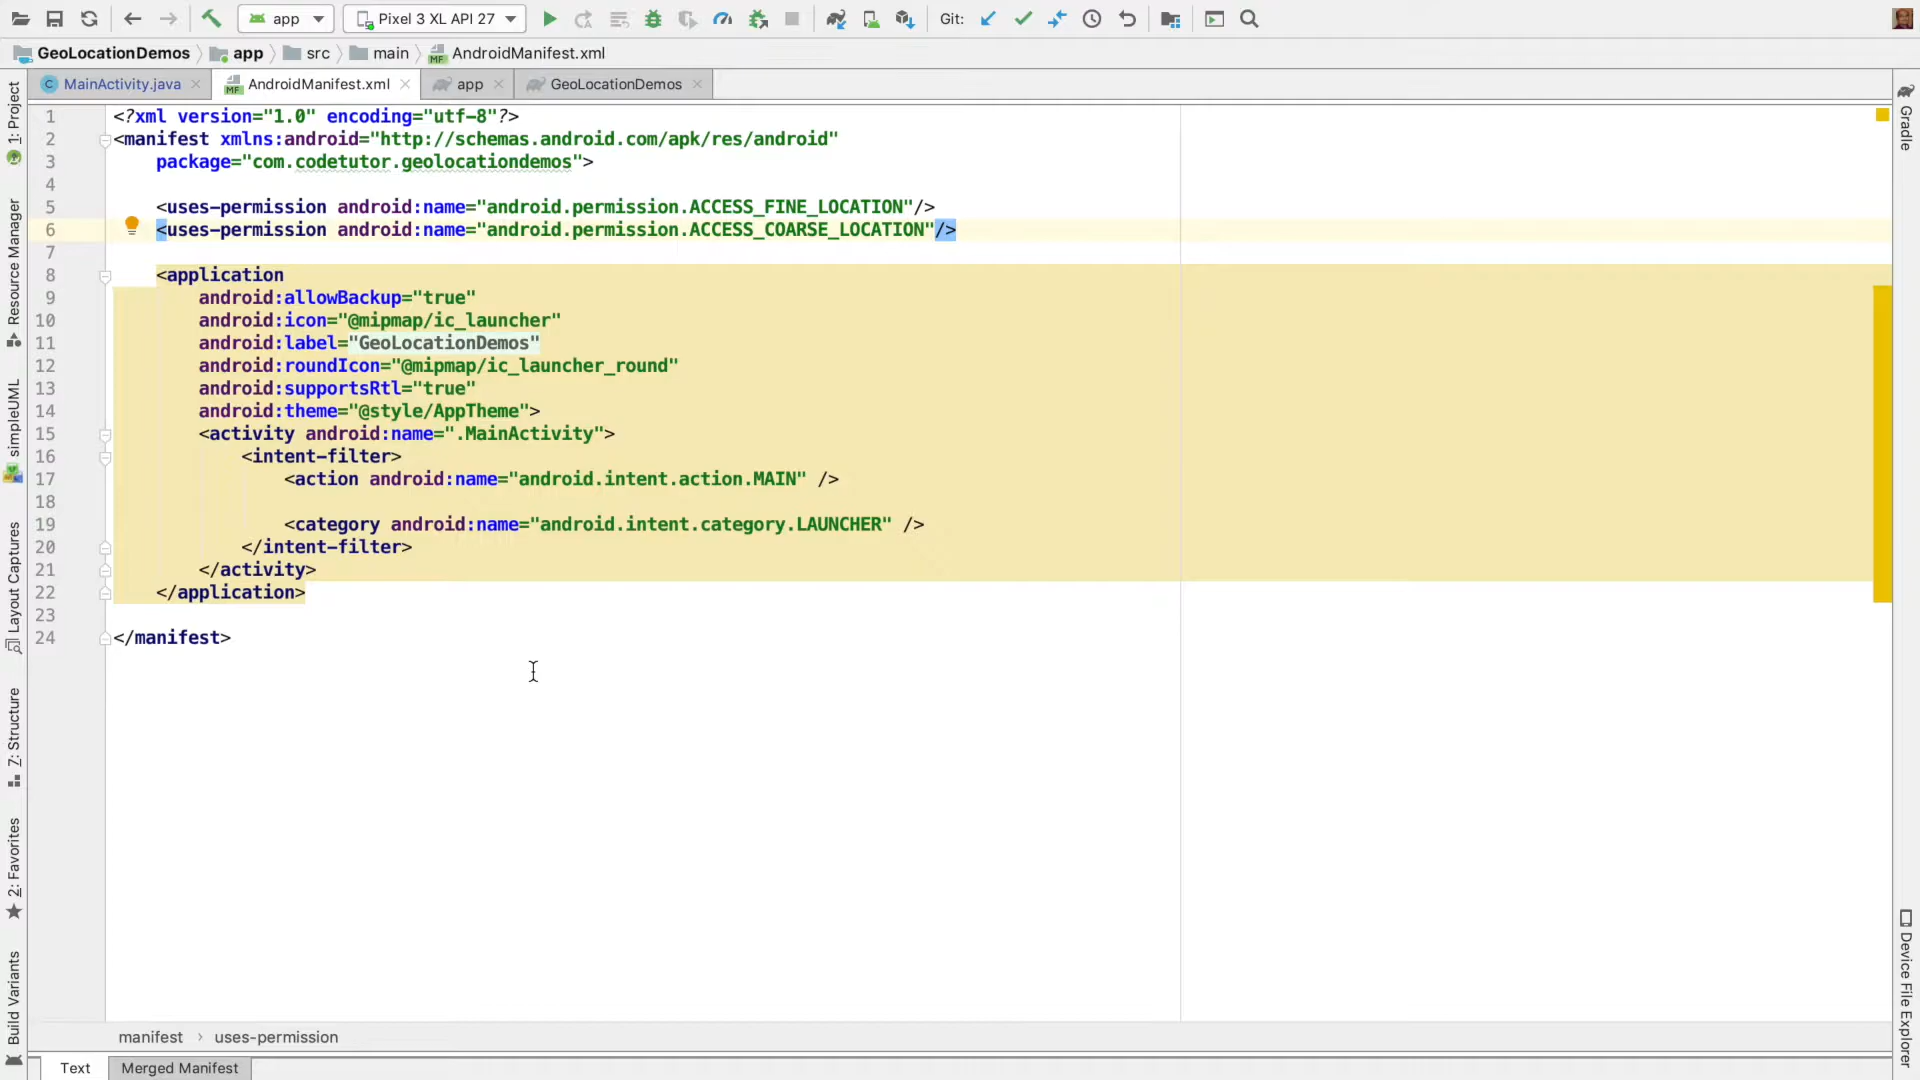 app
Pixel 3 XL API 27
Git:
GeoLocationDemos
app
src
main
AndroidManifest.xml
MainActivity.java
AndroidManifest.xml
app
GeoLocationDemos
1: Project
Resource Manager
simpleUML
Layout Captures
7: Structure
2: Favorites
Build Variants
1 <?xml version="1.0" encoding="utf-8"?>
2 <manifest xmlns:android="http://schemas.android.com/apk/res/android"
3 package="com.codetutor.geolocationdemos">
4
5 <uses-permission android:name="android.permission.ACCESS_FINE_LOCATION"/>
6 <uses-permission android:name="android.permission.ACCESS_COARSE_LOCATION"/>
7
8 <application
9 android:allowBackup="true"
10 android:icon="@mipmap/ic_launcher"
11 android:label="GeoLocationDemos"
12 android:roundIcon="@mipmap/ic_launcher_round"
13 android:supportsRtl="true"
14 android:theme="@style/AppTheme">
15 <activity android:name=".MainActivity">
16 <intent-filter>
17 <action android:name="android.intent.action.MAIN" />
18
19 <category android:name="android.intent.category.LAUNCHER" />
20 </intent-filter>
21 </activity>
22 </application>
23
24 </manifest>
Gradle
Device File Explorer
manifest › uses-permission
Text
Merged Manifest